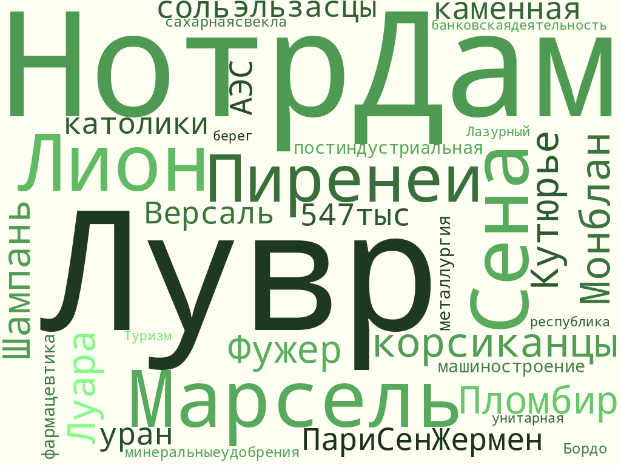 сольэльзасцы
каменная
сахарнаясвекла
банковскаядеятельность
НотрДам
АЭС
католики
берег
Лазурный
постиндустриальная
Лион
Пиренеи
Сена
Кутюрье
Монблан
Шампань
Версаль
547тыс
Лувр
металлургия
республика
Туризм
Луара
фармацевтика
Фужер
корсиканцы
машиностроение
Марсель
Пломбир
унитарная
уран
ПариСенЖермен
минеральныеудобрения
Бордо